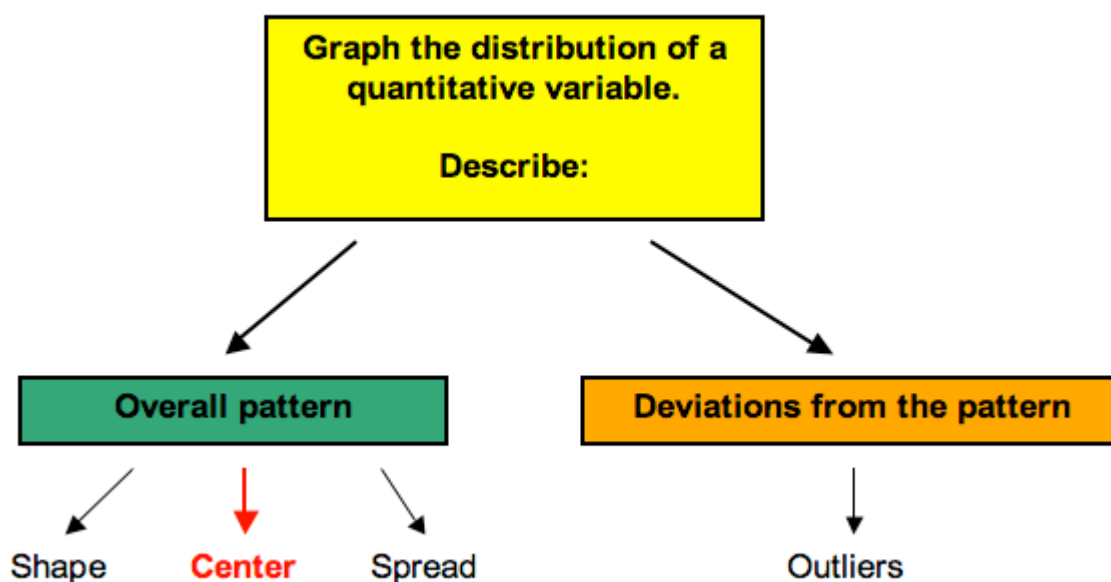 Graph the distribution of a
quantitative variable.
Describe:
Overall pattern
Deviations from the pattern
Shape
Center
Spread
Outliers